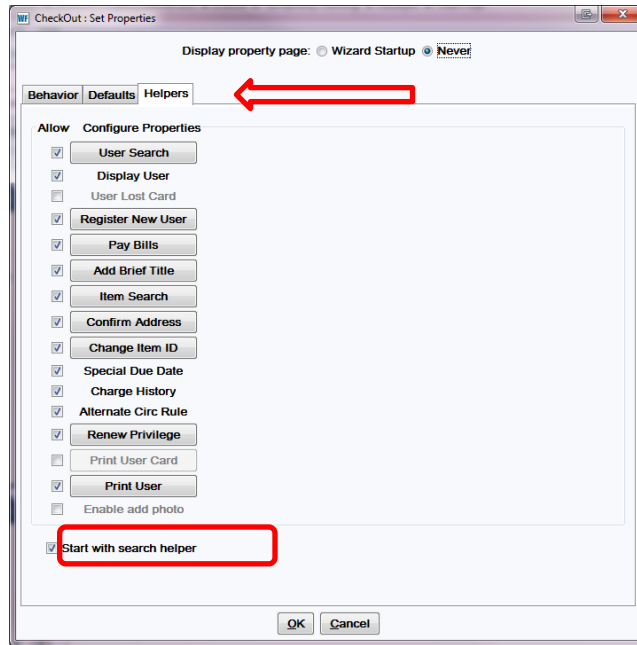 WF CheckOut : Set Properties
Display property page: Wizard Startup Never
Behavior Defaults Helpers
Allow Configure Properties
User Search
Display User
User Lost Card
Register New User
Pay Bills
Add Brief Title
Item Search
Confirm Address
Change Item ID
Special Due Date
Charge History
Alternate Circ Rule
Renew Privilege
Print User Card
Print User
Enable add photo
Start with search helper
OK Cancel